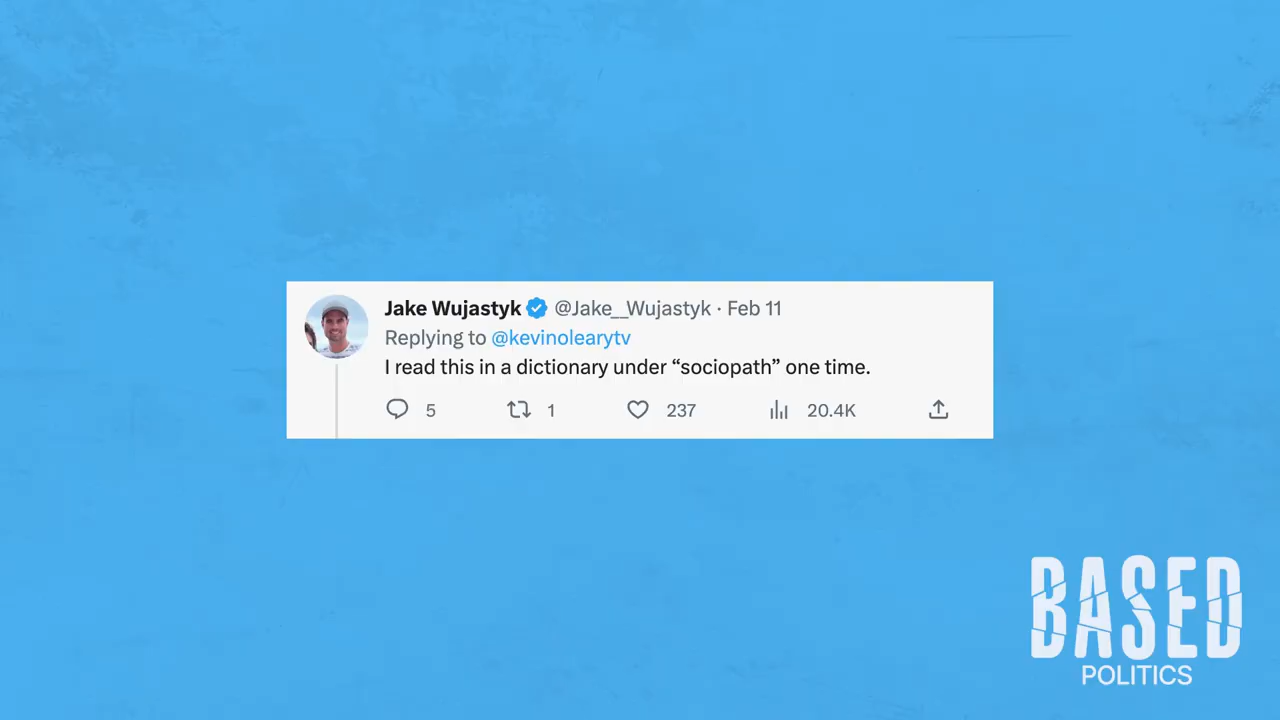 Jake Wujastyk @Jake__Wujastyk · Feb 11
Replying to @kevinolearytv
I read this in a dictionary under “sociopath” one time.
5 1 237 20.4K
BASED
POLITICS